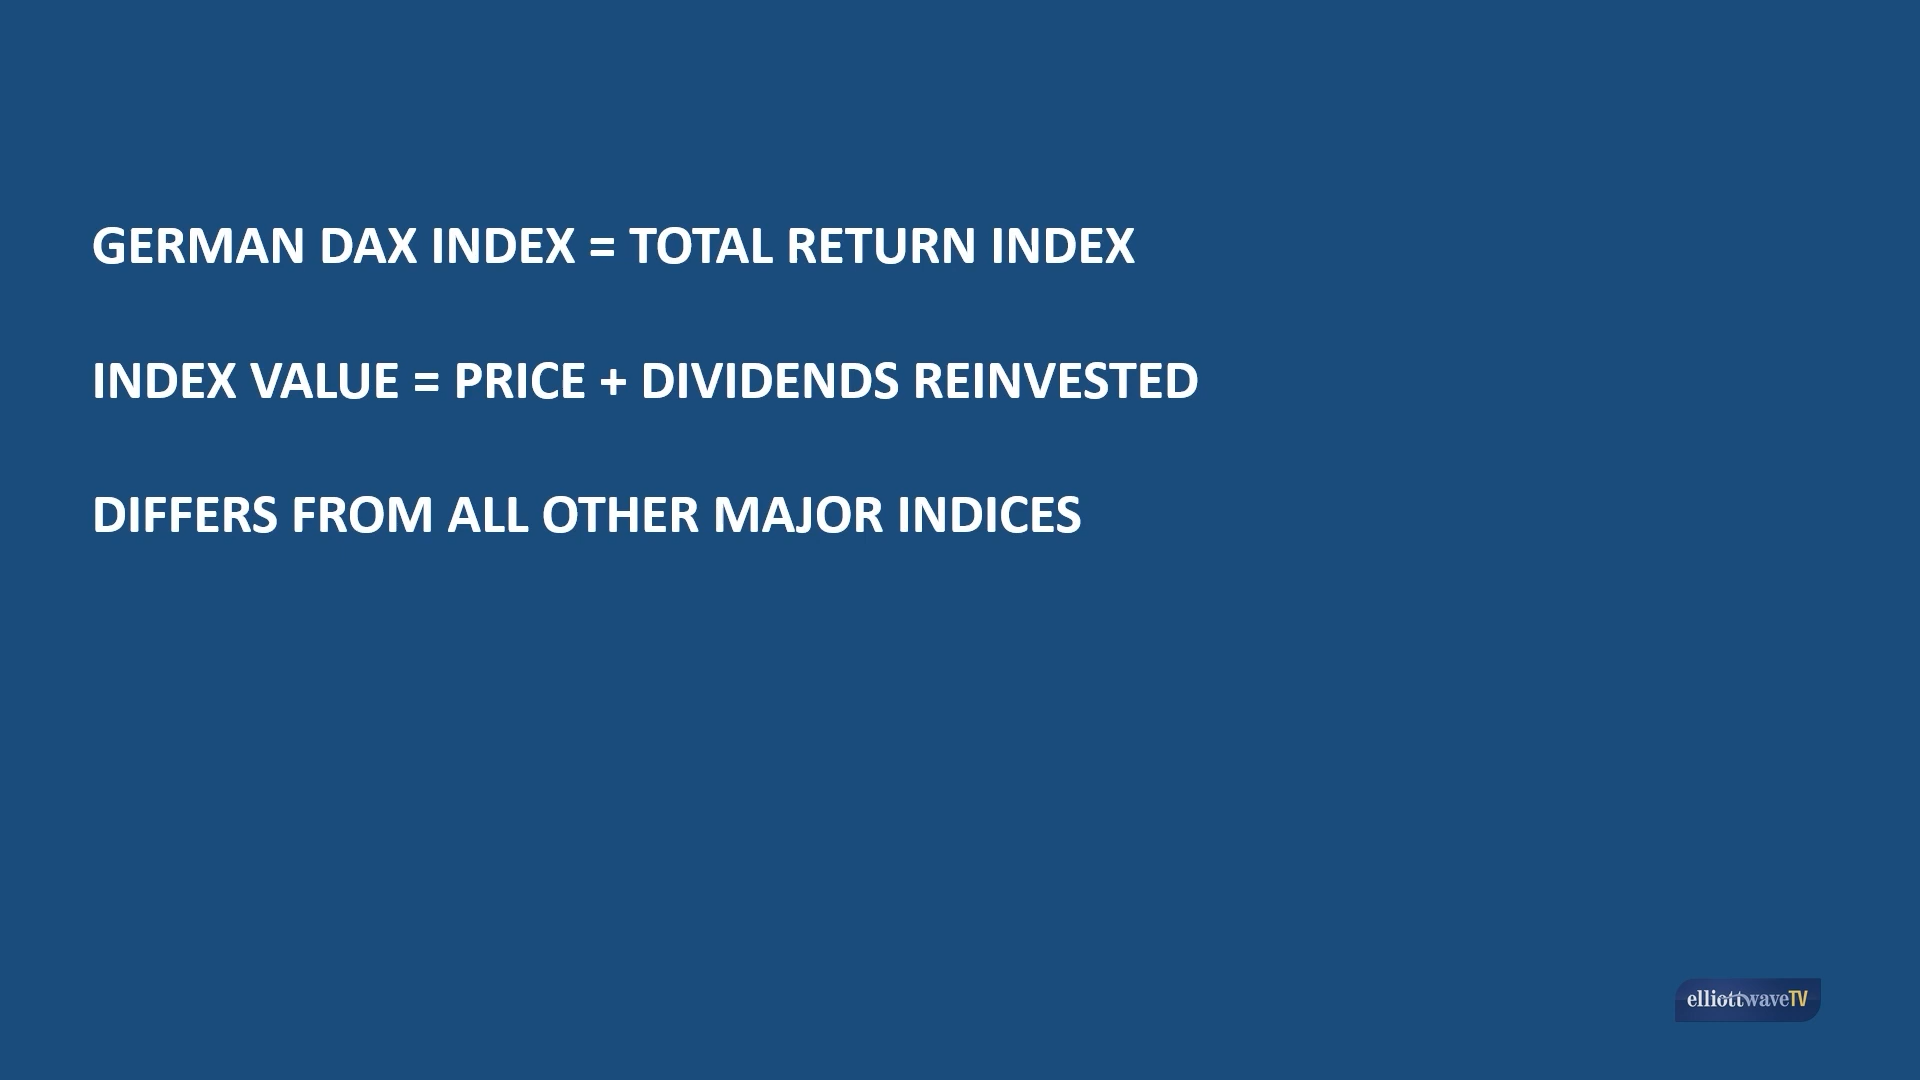 GERMAN DAX INDEX = TOTAL RETURN INDEX
INDEX VALUE = PRICE + DIVIDENDS REINVESTED
DIFFERS FROM ALL OTHER MAJOR INDICES
elliottwaveTV